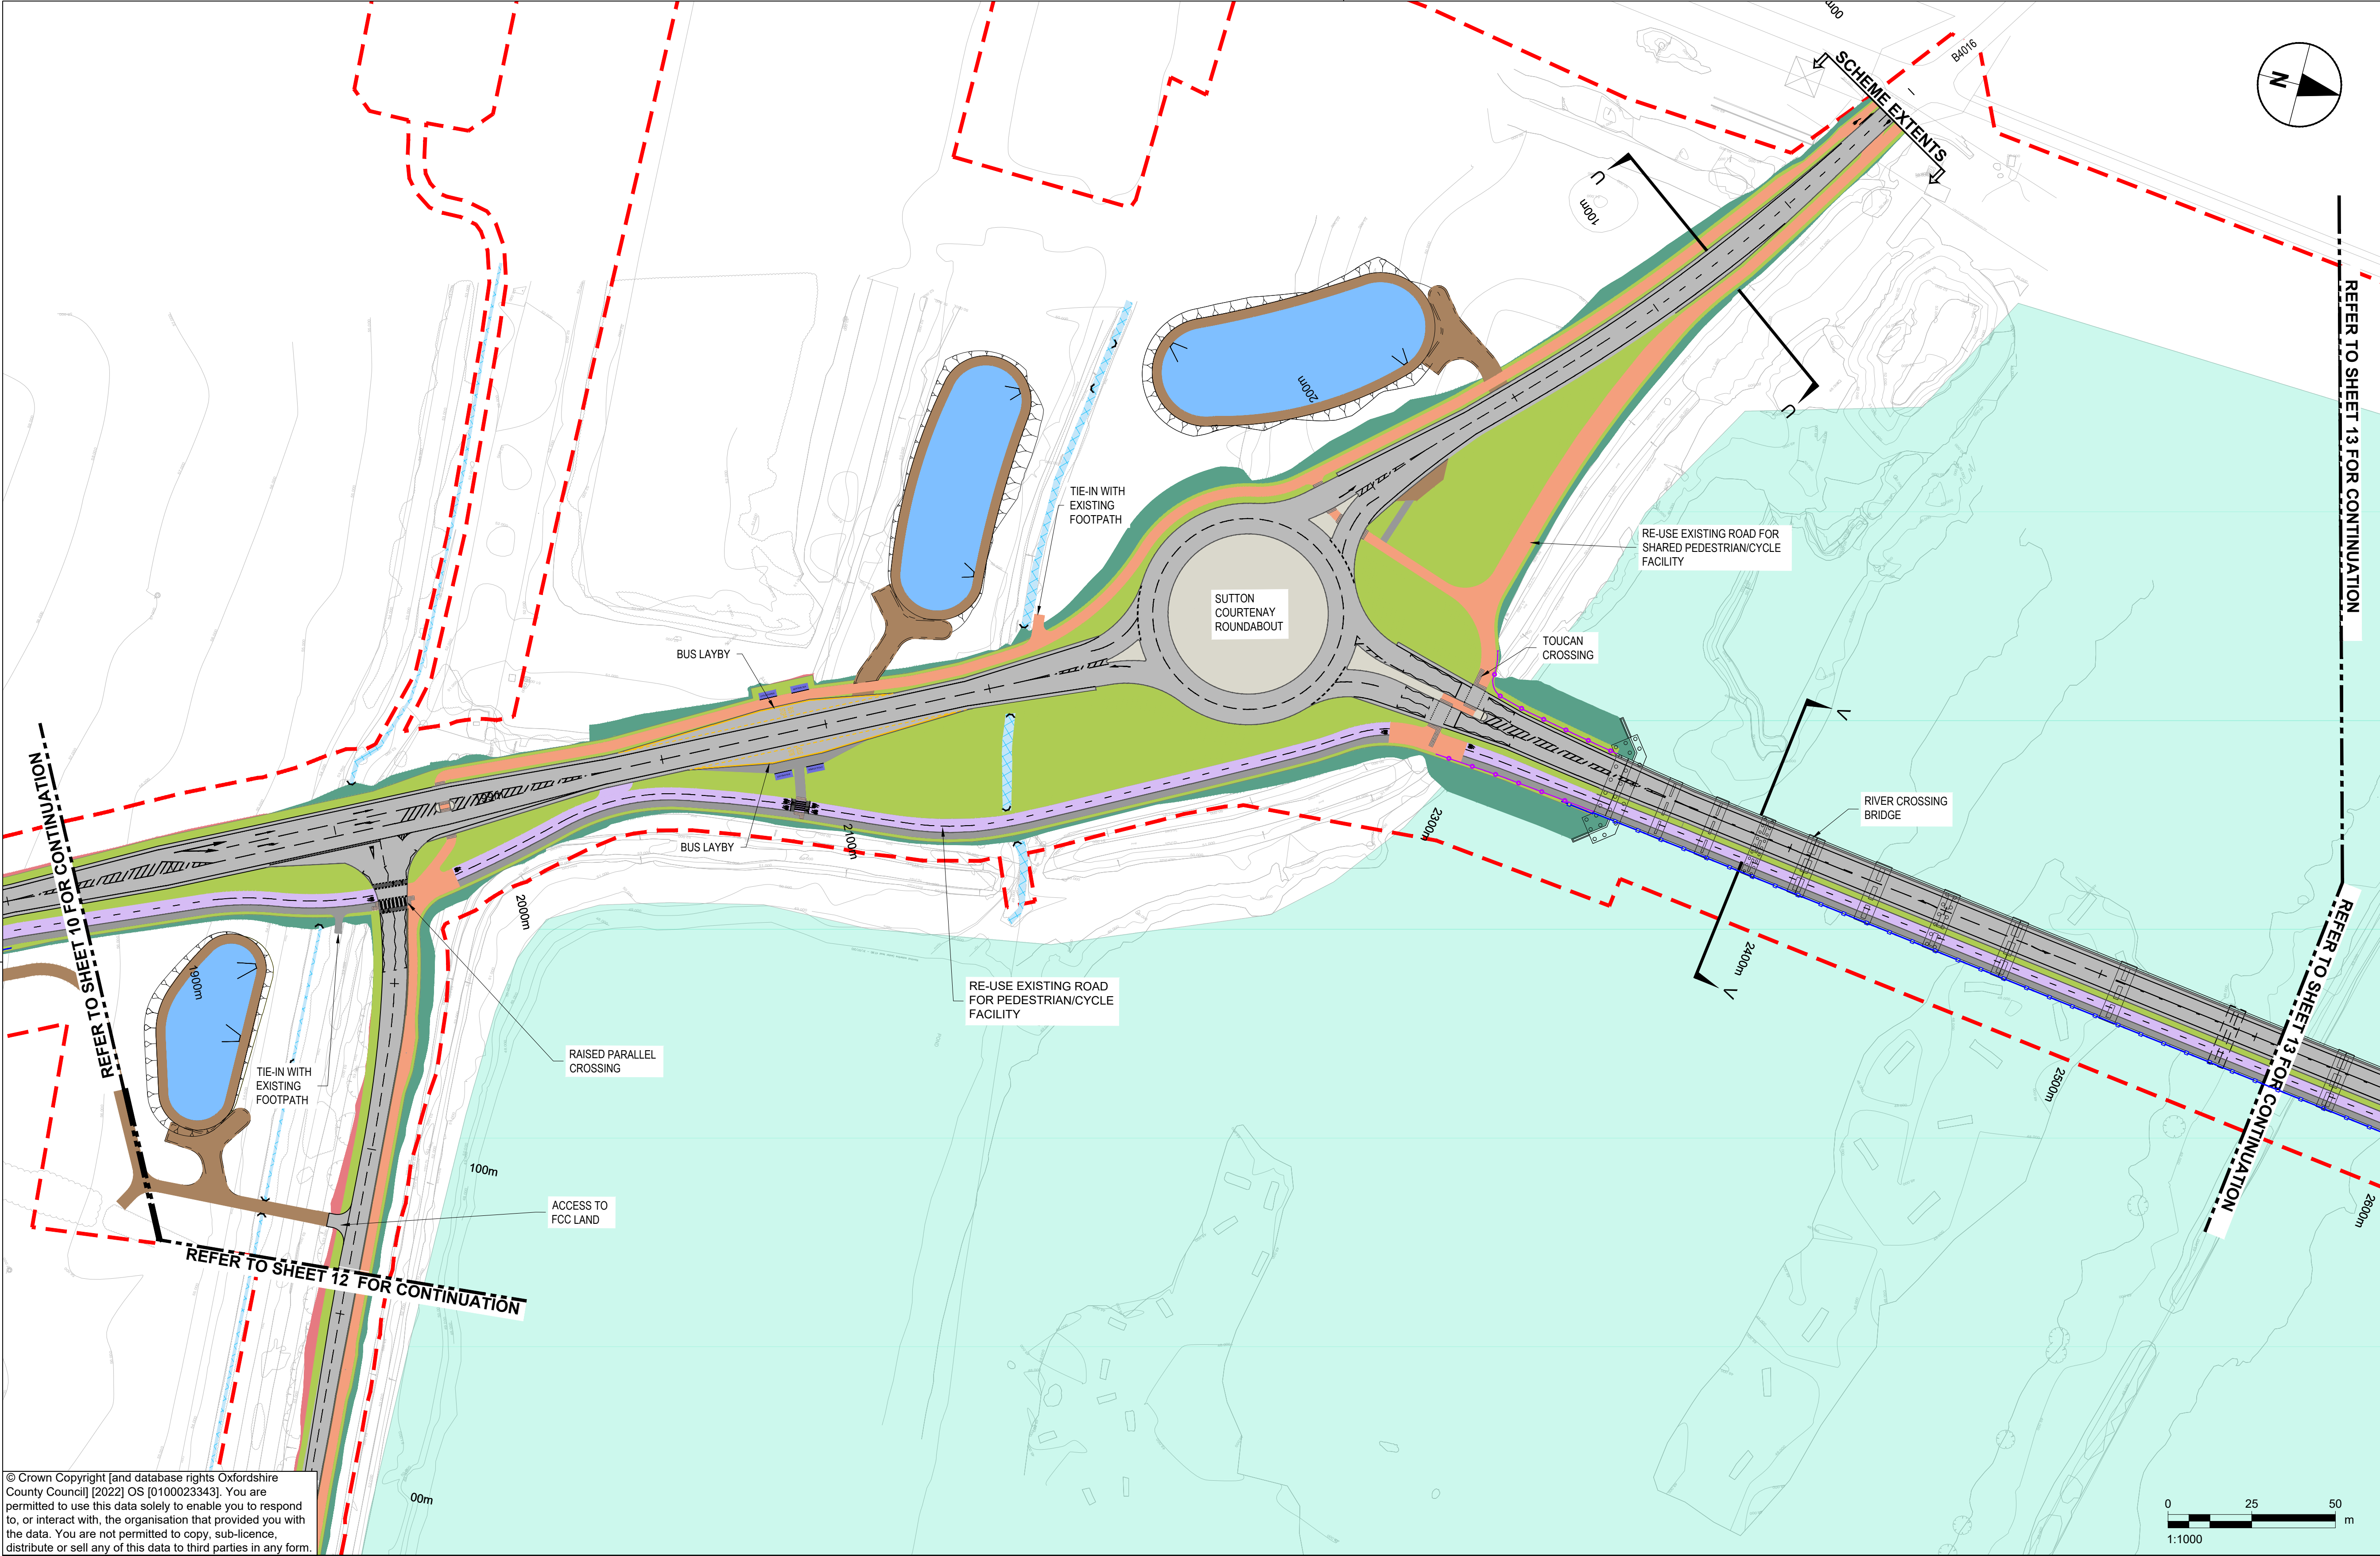 00m
B4016
SCHEME EXTENTS
N
U
100m
REFER TO SHEET 13 FOR CONTINUATION
200m
TIE-IN WITH
EXISTING
FOOTPATH
RE-USE EXISTING ROAD FOR
SHARED PEDESTRIAN/CYCLE
FACILITY
U
SUTTON
COURTENAY
ROUNDABOUT
BUS LAYBY
TOUCAN
CROSSING
V
RIVER CROSSING
BRIDGE
REFER TO SHEET 10 FOR CONTINUATION
BUS LAYBY
2100m
2300m
2000m
1900m
2400m
V
RE-USE EXISTING ROAD
FOR PEDESTRIAN/CYCLE
FACILITY
REFER TO SHEET 13 FOR CONTINUATION
RAISED PARALLEL
CROSSING
TIE-IN WITH
EXISTING
FOOTPATH
2500m
100m
ACCESS TO
FCC LAND
2600m
REFER TO SHEET 12 FOR CONTINUATION
00m
© Crown Copyright [and database rights Oxfordshire
County Council] [2022] OS [0100023343]. You are
permitted to use this data solely to enable you to respond
to, or interact with, the organisation that provided you with
the data. You are not permitted to copy, sub-licence,
distribute or sell any of this data to third parties in any form.
0 25 50
m
1:1000